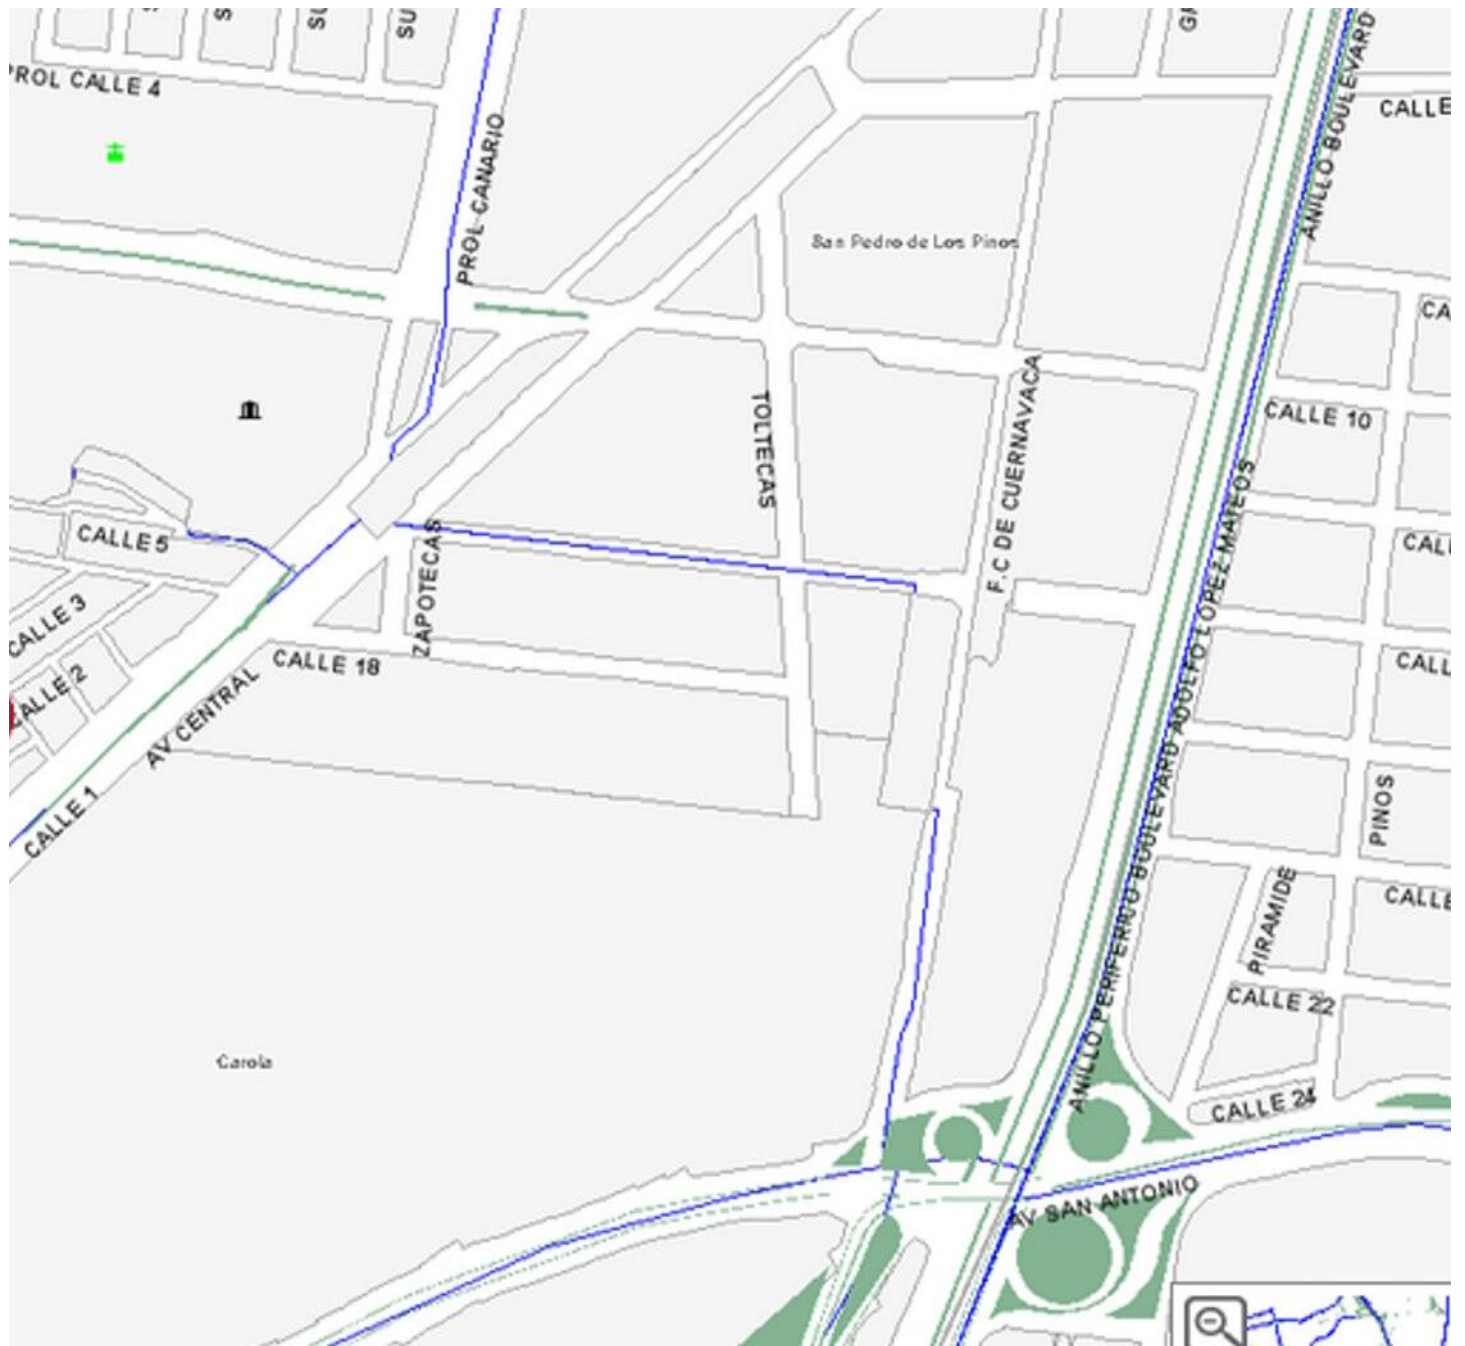 PROL CALLE 4
PROL CANARIO
ANILLO BOULEVARD
CALLE
San Pedro de Los Pinos
CALLE 10
TOLTECAS
F.C DE CUERNAVACA
CALLE 5
ZAPOTECAS
CALLE 3
CALLE 18
CALLE 2
AV CENTRAL
CALLE 1
ANILLO PERIFERICO BOULEVARD ADOLFO LOPEZ MATEOS
PINOS
CALLE
PIRAMIDE
CALLE 22
Carola
CALLE 24
AV SAN ANTONIO